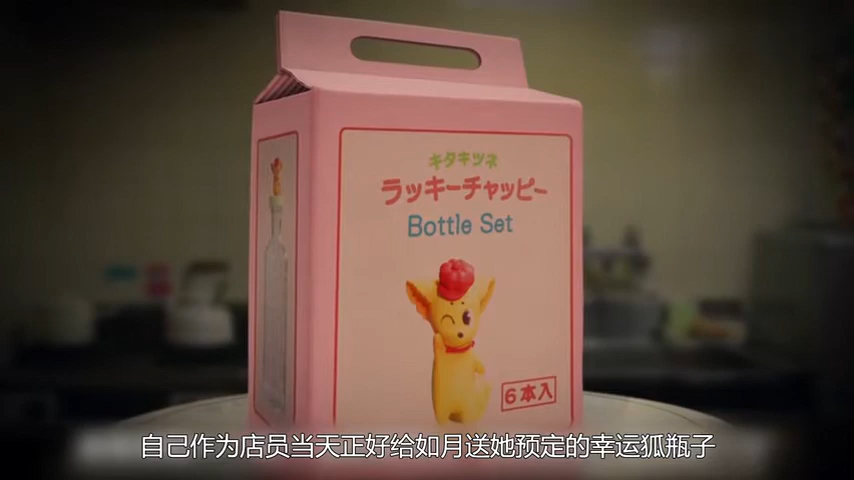 キタキツネ
ラッキーチャッピー
Bottle Set
6本入
自己作为店员当天正好给如月送她预定的幸运狐瓶子